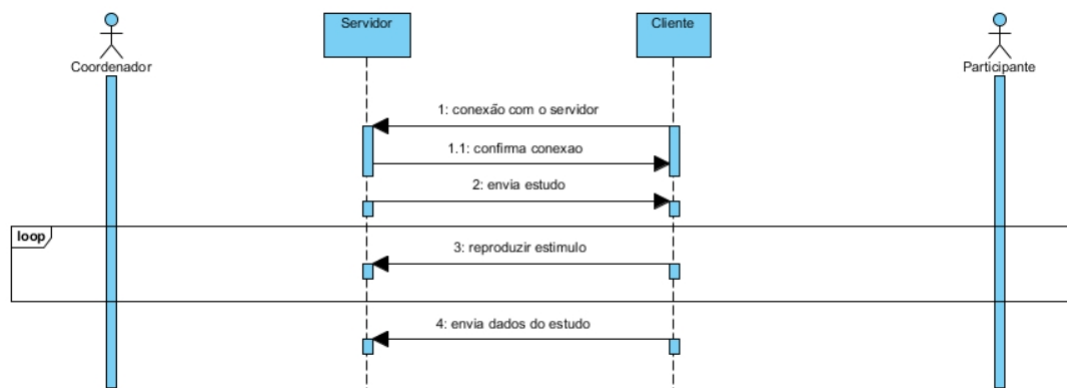 Servidor
Cliente
Coordenador
Participante
1: conexão com o servidor
1.1: confirma conexao
2: envia estudo
loop
3: reproduzir estimulo
4: envia dados do estudo